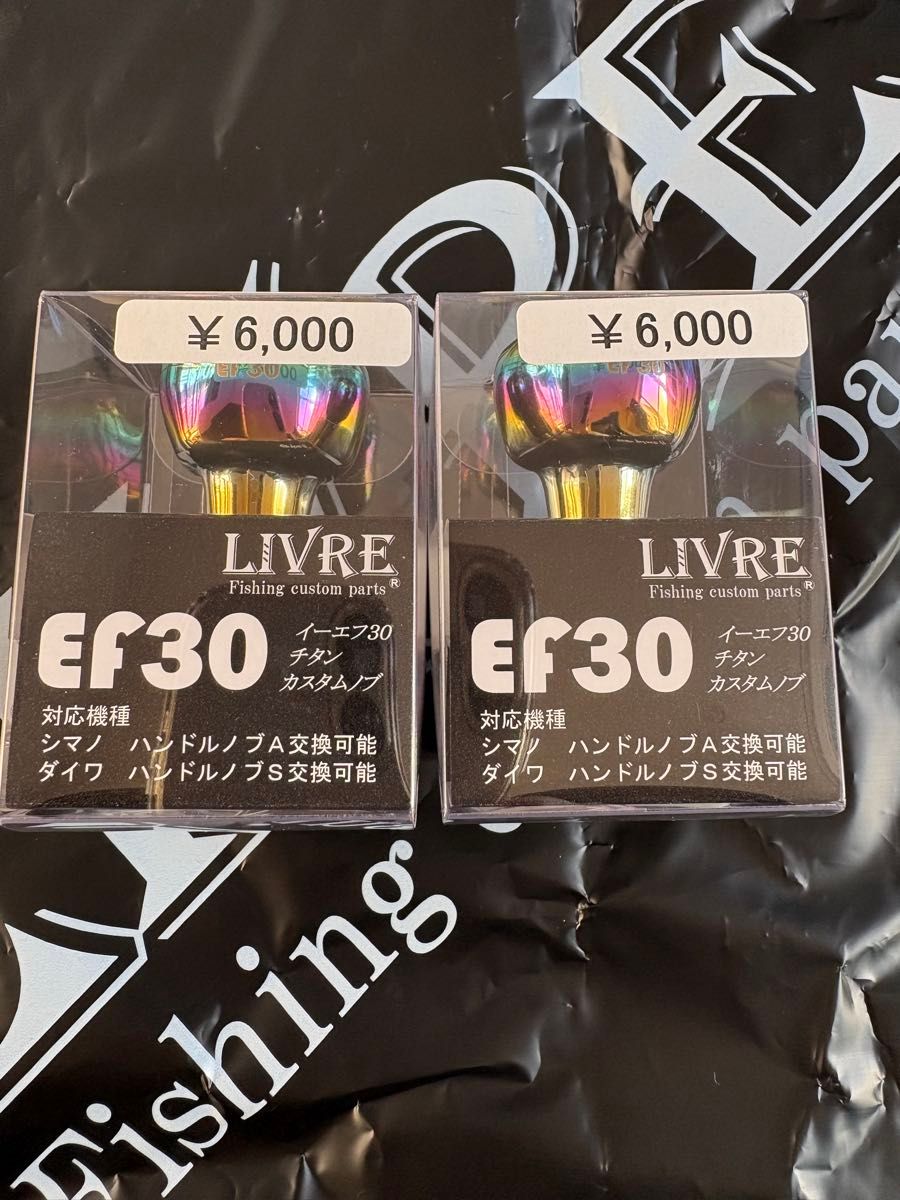 ¥6,000
EF30
LIVRE
Fishing custom parts®
EF30
イーエフ30
チタン
カスタムノブ
対応機種
シマノ ハンドルノブA交換可能
ダイワ ハンドルノブS交換可能
¥6,000
EF30
LIVRE
Fishing custom parts®
EF30
イーエフ30
チタン
カスタムノブ
対応機種
シマノ ハンドルノブA交換可能
ダイワ ハンドルノブS交換可能
Fishing